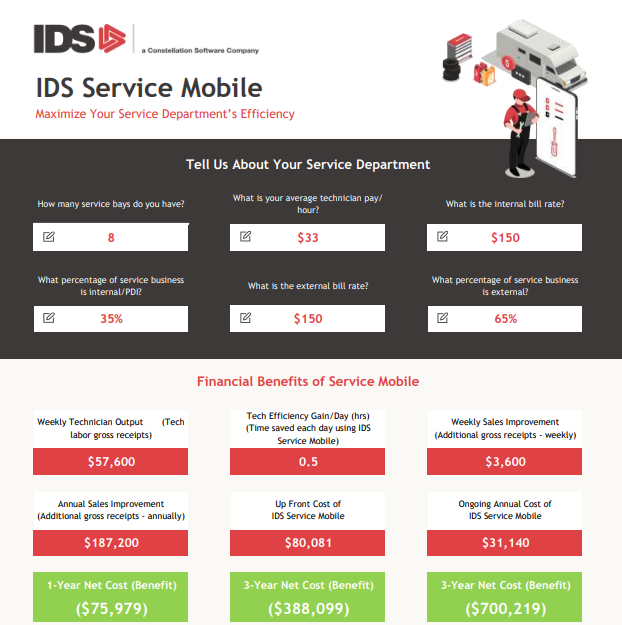 IDS
a Constellation Software Company
IDS Service Mobile
Maximize Your Service Department's Efficiency
Tell Us About Your Service Department
How many service bays do you have?
8
What is your average technician pay/
hour?
$33
What is the internal bill rate?
$150
What percentage of service business
is internal/PDI?
35%
What is the external bill rate?
$150
What percentage of service business
is external?
65%
Financial Benefits of Service Mobile
Weekly Technician Output (Tech
labor gross receipts)
$57,600
Tech Efficiency Gain/Day (hrs)
(Time saved each day using IDS
Service Mobile)
0.5
Weekly Sales Improvement
(Additional gross receipts - weekly)
$3,600
Annual Sales Improvement
(Additional gross receipts - annually)
$187,200
Up Front Cost of
IDS Service Mobile
$80,081
Ongoing Annual Cost of
IDS Service Mobile
$31,140
1-Year Net Cost (Benefit)
($75,979)
3-Year Net Cost (Benefit)
($388,099)
3-Year Net Cost (Benefit)
($700,219)